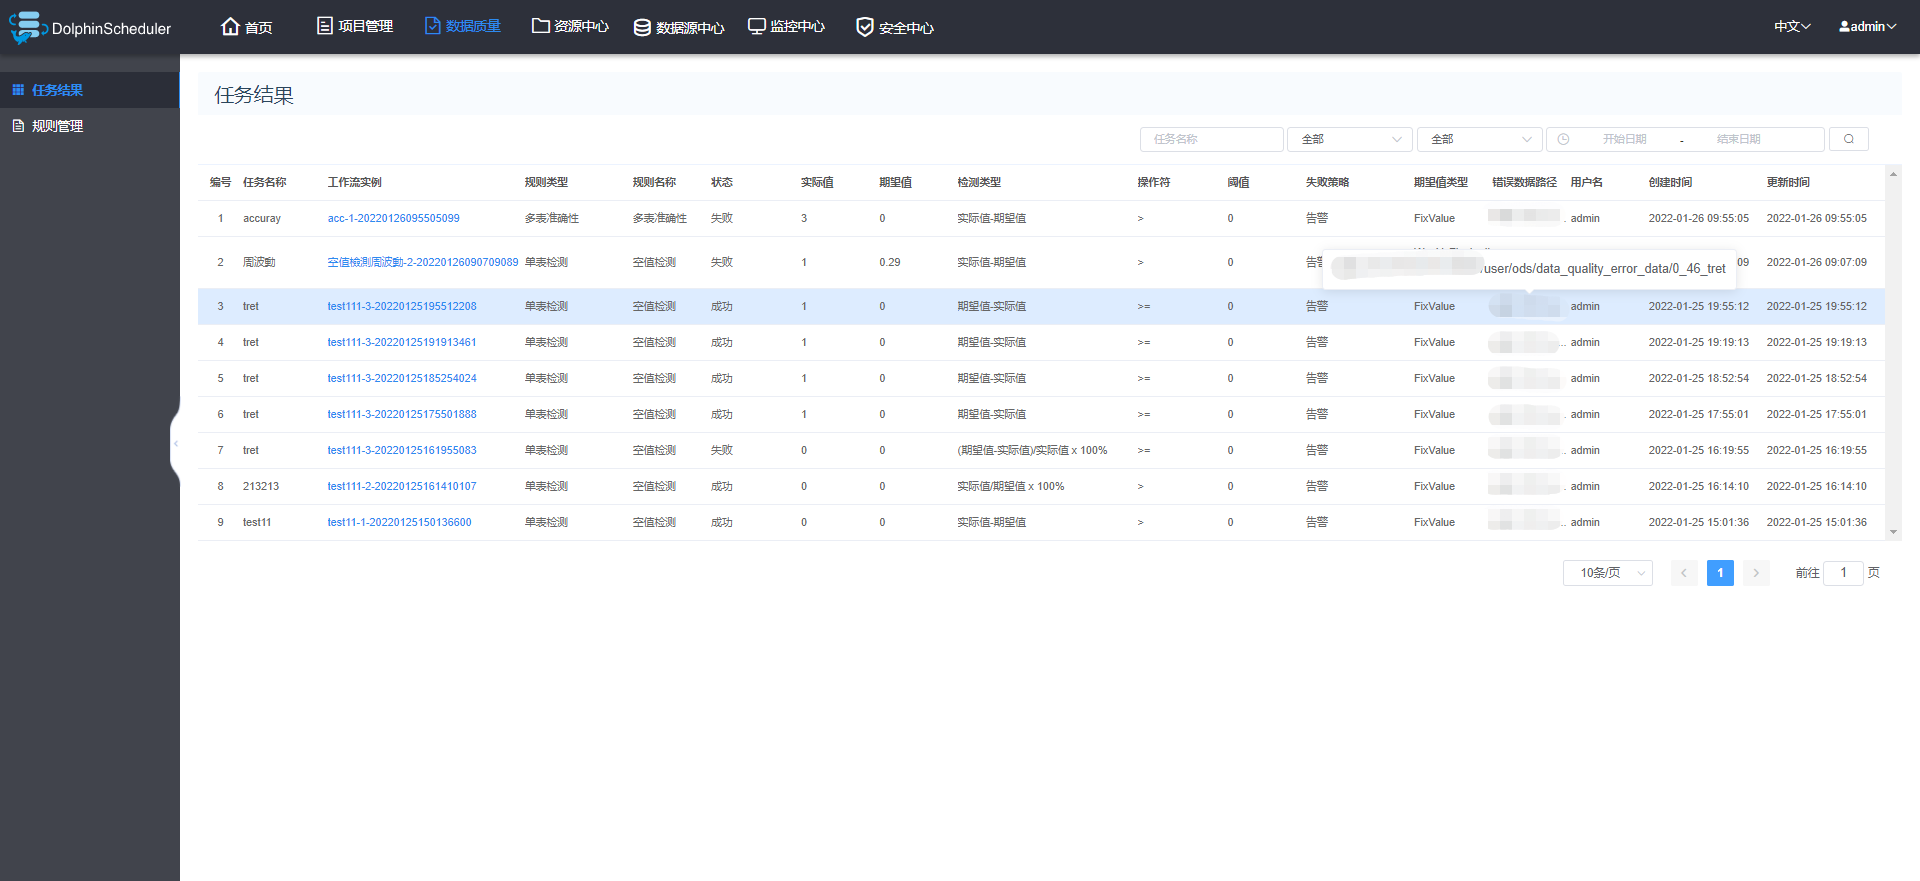 DolphinScheduler 首页 项目管理 数据质量 资源中心 数据源中心 监控中心 安全中心 中文 admin
任务结果
规则管理
任务结果
任务名称 全部 全部 开始日期 - 结束日期
编号 任务名称 工作流实例 规则类型 规则名称 状态 实际值 期望值 检测类型 操作符 阈值 失败策略 期望值类型 错误数据路径 用户名 创建时间 更新时间
1 accuray acc-1-20220126095505099 多表准确性 多表准确性 失败 3 0 实际值-期望值 > 0 告警 FixValue . admin 2022-01-26 09:55:05 2022-01-26 09:55:05
2 周波動 空值檢測周波動-2-20220126090709089 单表检测 空值检测 失败 1 0.29 实际值-期望值 > 0 告警 09 2022-01-26 09:07:09
/user/ods/data_quality_error_data/0_46_tret
3 tret test111-3-20220125195512208 单表检测 空值检测 成功 1 0 期望值-实际值 >= 0 告警 FixValue admin 2022-01-25 19:55:12 2022-01-25 19:55:12
4 tret test111-3-20220125191913461 单表检测 空值检测 成功 1 0 期望值-实际值 >= 0 告警 FixValue ... admin 2022-01-25 19:19:13 2022-01-25 19:19:13
5 tret test111-3-20220125185254024 单表检测 空值检测 成功 1 0 期望值-实际值 >= 0 告警 FixValue admin 2022-01-25 18:52:54 2022-01-25 18:52:54
6 tret test111-3-20220125175501888 单表检测 空值检测 成功 1 0 期望值-实际值 >= 0 告警 FixValue admin 2022-01-25 17:55:01 2022-01-25 17:55:01
7 tret test111-3-20220125161955083 单表检测 空值检测 失败 0 0 (期望值-实际值)/实际值 x 100% >= 0 告警 FixValue . admin 2022-01-25 16:19:55 2022-01-25 16:19:55
8 213213 test111-2-20220125161410107 单表检测 空值检测 成功 0 0 实际值/期望值 x 100% > 0 告警 FixValue . admin 2022-01-25 16:14:10 2022-01-25 16:14:10
9 test11 test11-1-20220125150136600 单表检测 空值检测 成功 0 0 实际值-期望值 > 0 告警 FixValue .. admin 2022-01-25 15:01:36 2022-01-25 15:01:36
10条/页 < 1 > 前往 1 页